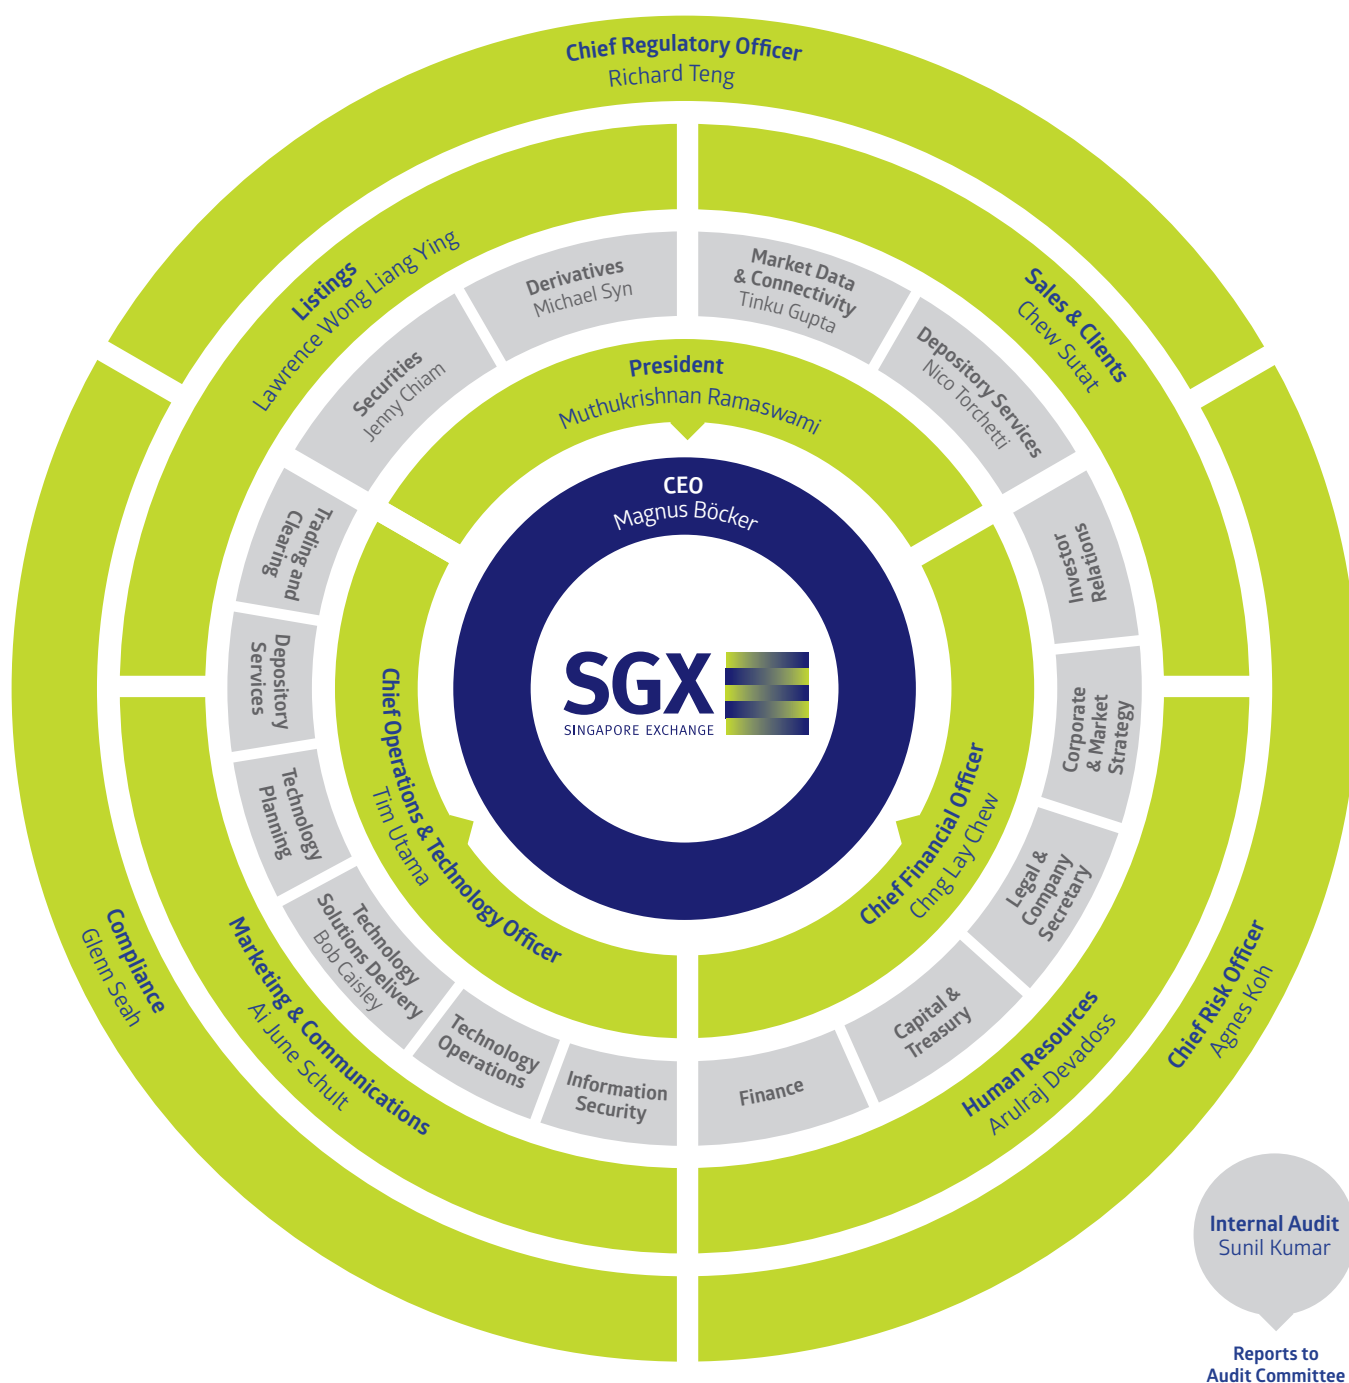 Chief Regulatory Officer
Richard Teng
Listings
Lawrence Wong Liang Ying
Sales & Clients
Chew Sutat
Derivatives
Michael Syn
Market Data
& Connectivity
Tinku Gupta
Securities
Jenny Chiam
Depository Services
Nico Torchetti
President
Muthukrishnan Ramaswami
CEO
Magnus Böcker
SGX
SINGAPORE EXCHANGE
Trading and
Clearing
Depository
Services
Technology
Planning
Technology
Solutions Delivery
Bob Caisley
Technology
Operations
Information
Security
Chief Operations & Technology Officer
Tim Utama
Chief Financial Officer
Chng Lay Chew
Investor
Relations
Corporate
& Market
Strategy
Legal &
Company
Secretary
Capital &
Treasury
Finance
Marketing & Communications
Ai June Schult
Human Resources
Arulraj Devadoss
Compliance
Glenn Seah
Chief Risk Officer
Agnes Koh
Internal Audit
Sunil Kumar
Reports to
Audit Committee